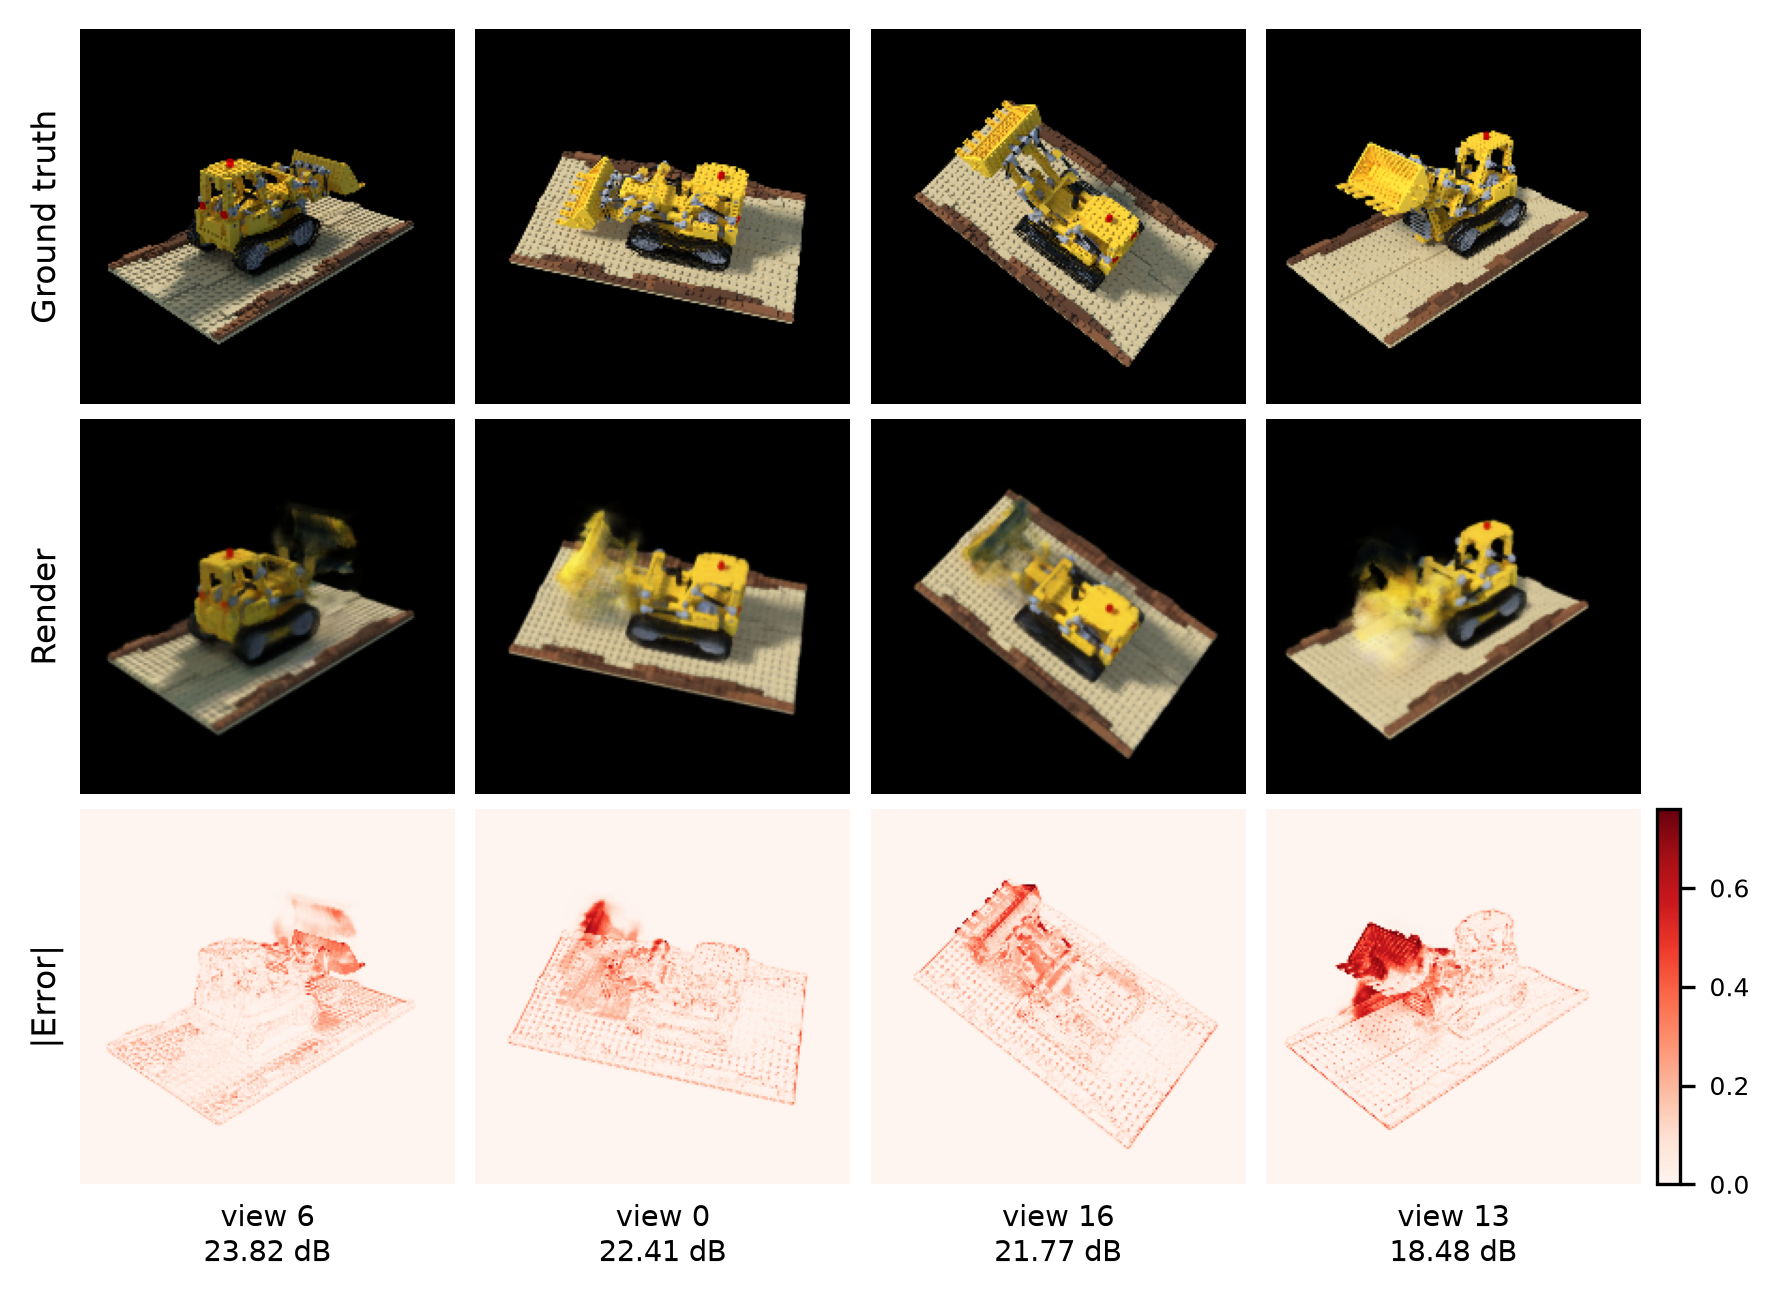 Ground truth
Render
|Error|
0.6
0.4
0.2
0.0
view 6
23.82 dB
view 0
22.41 dB
view 16
21.77 dB
view 13
18.48 dB